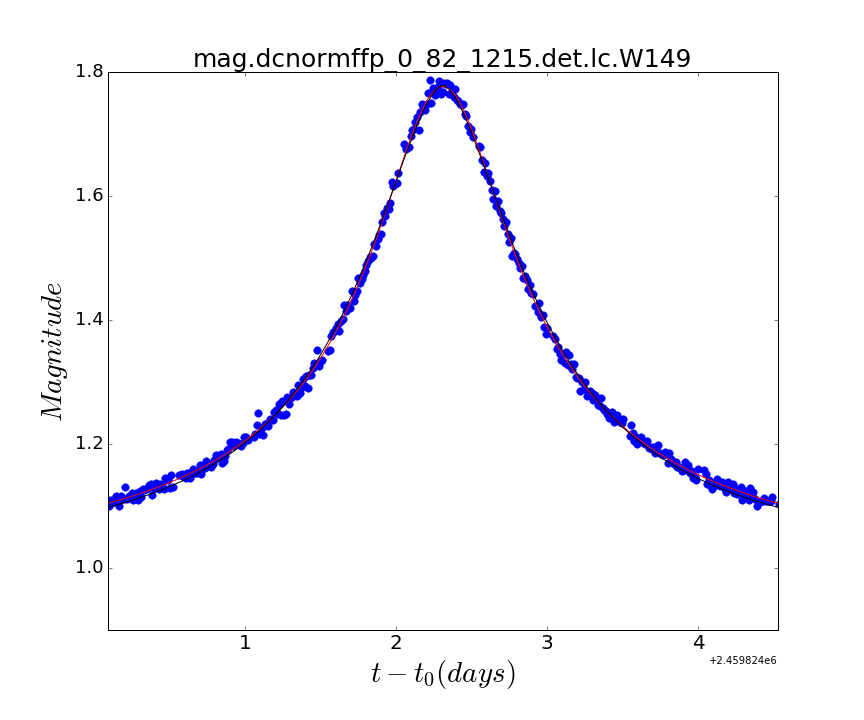 mag.dcnormffp_0_82_1215.det.lc.W149
1.8
1.6
1.4
1.2
1.0
Magnitude
1 2 3 4
+2.459824e6
t − t₀(days)